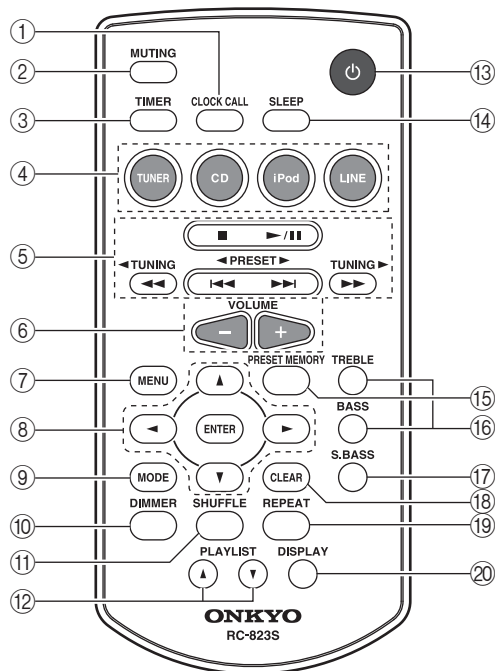 ① MUTING
② ⑬
TIMER CLOCK CALL SLEEP
③ ⑭
④ TUNER CD iPod LINE
■ ►/❚❚
⑤ ◄TUNING ◄PRESET► TUNING►
◄◄ I◄◄ ►►I ►►
VOLUME
⑥ − +
PRESET MEMORY TREBLE
⑦ MENU ▲ ⑮
BASS ⑯
⑧ ◄ ENTER ►
S.BASS ⑰
⑨ MODE ▼ CLEAR ⑱
DIMMER SHUFFLE REPEAT
⑩ ⑪ ⑲
PLAYLIST DISPLAY
⑫ ▲ ▼ ⑳
ONKYO
RC-823S